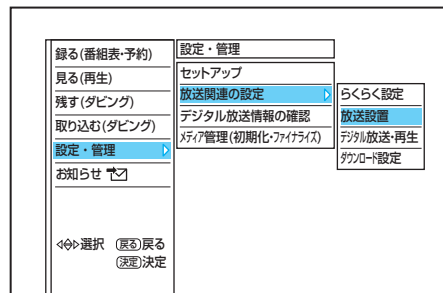 録る(番組表・予約)
見る(再生)
残す(ダビング)
取り込む(ダビング)
設定・管理
お知らせ
選択 戻る戻る
決定決定
設定・管理
セットアップ
放送関連の設定
デジタル放送情報の確認
メディア管理(初期化・ファイナライズ)
らくらく設定
放送設置
デジタル放送・再生
ダウンロード設定